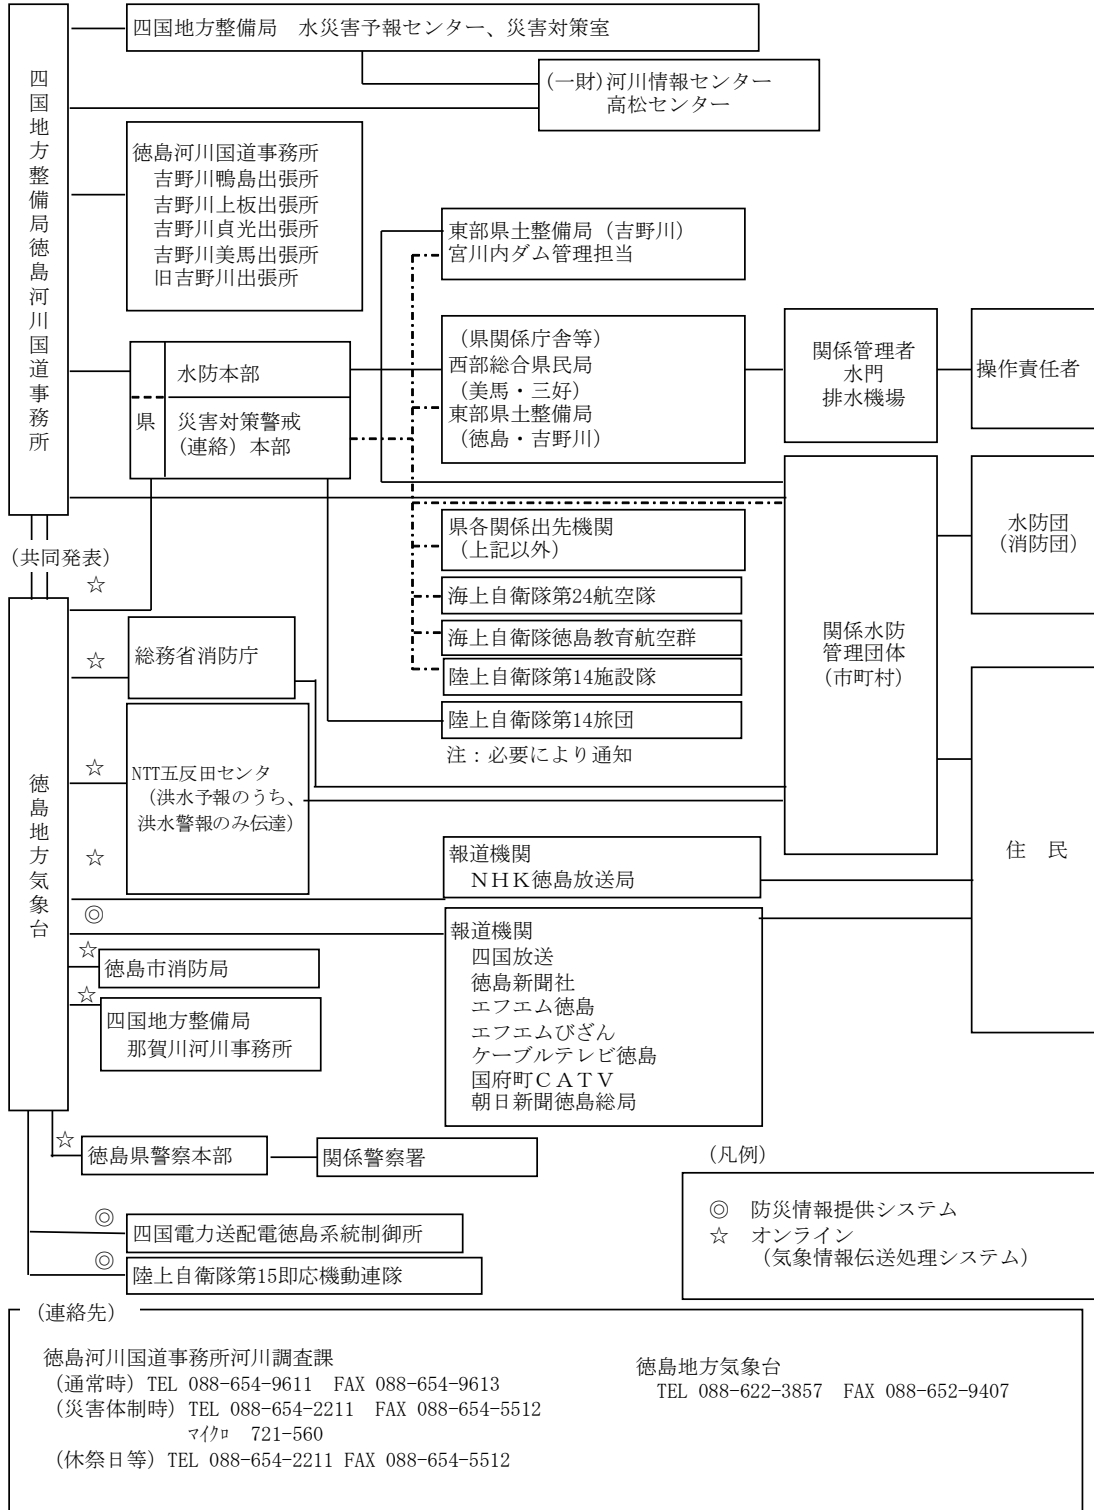 四国地方整備局徳島河川国道事務所
四国地方整備局　水災害予報センター、災害対策室
(一財)河川情報センター
高松センター
徳島河川国道事務所
吉野川鴨島出張所
吉野川上板出張所
吉野川貞光出張所
吉野川美馬出張所
旧吉野川出張所
東部県土整備局（吉野川）
宮川内ダム管理担当
県
水防本部
災害対策警戒
(連絡）本部
（県関係庁舎等）
西部総合県民局
（美馬・三好）
東部県土整備局
（徳島・吉野川）
関係管理者
水門
排水機場
操作責任者
県各関係出先機関
（上記以外）
海上自衛隊第24航空隊
海上自衛隊徳島教育航空群
陸上自衛隊第14施設隊
陸上自衛隊第14旅団
注：必要により通知
関係水防
管理団体
(市町村）
水防団
（消防団）
住　民
(共同発表）
☆
徳島地方気象台
☆
総務省消防庁
☆
NTT五反田センタ
（洪水予報のうち、
洪水警報のみ伝達）
☆
報道機関
ＮＨＫ徳島放送局
◎
報道機関
四国放送
徳島新聞社
エフエム徳島
エフエムびざん
ケーブルテレビ徳島
国府町ＣＡＴＶ
朝日新聞徳島総局
☆
徳島市消防局
☆
四国地方整備局
那賀川河川事務所
☆
徳島県警察本部
関係警察署
◎
四国電力送配電徳島系統制御所
◎
陸上自衛隊第15即応機動連隊
（凡例）
◎　防災情報提供システム
☆　オンライン
（気象情報伝送処理システム）
（連絡先）
徳島河川国道事務所河川調査課
（通常時）TEL 088-654-9611　FAX 088-654-9613
（災害体制時）TEL 088-654-2211　FAX 088-654-5512
ﾏｲｸﾛ　721-560
（休祭日等）TEL 088-654-2211 FAX 088-654-5512
徳島地方気象台
TEL 088-622-3857　FAX 088-652-9407